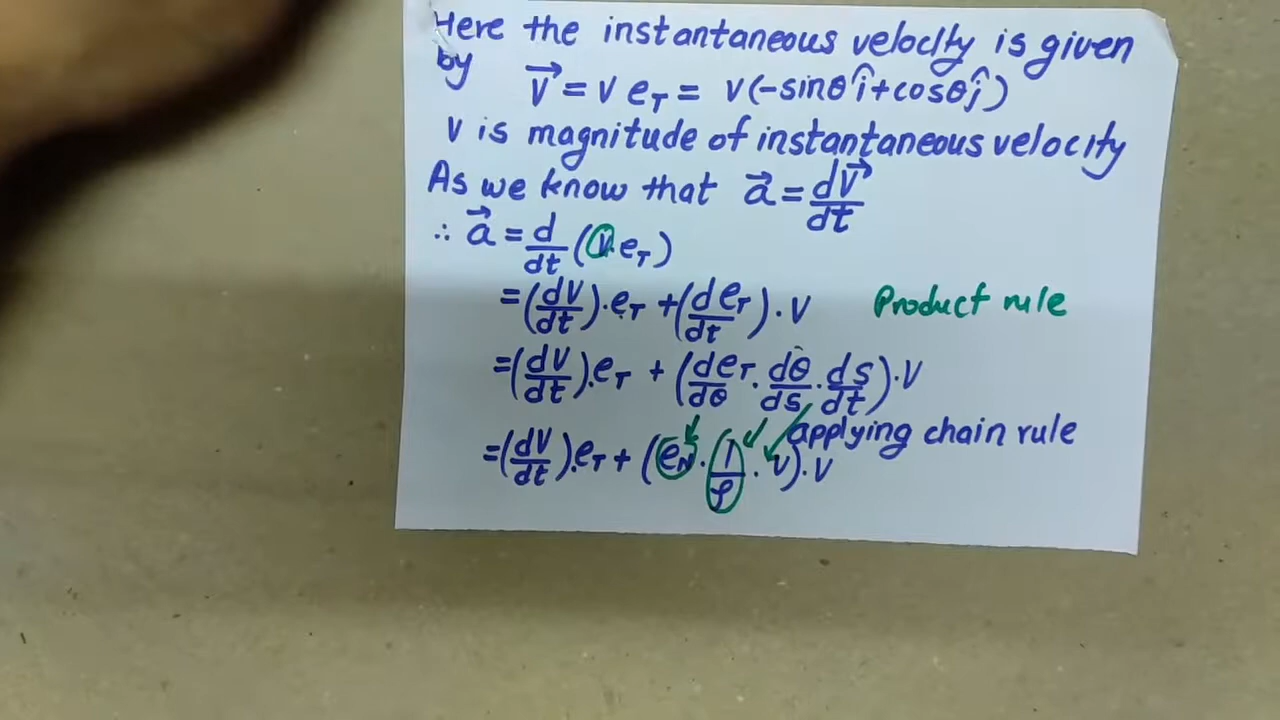 Here the instantaneous velocity is given
by v⃗ = v e_T = v(-sinθ î + cosθ ĵ)
v is magnitude of instantaneous velocity
As we know that a⃗ = dV⃗/dt
∴ a⃗ = d/dt (v.e_T)
= (dv/dt).e_T + (de_T/dt).v Product rule
= (dv/dt).e_T + (de_T/dθ . dθ/ds . ds/dt).v
applying chain rule
= (dv/dt).e_T + (e_N . 1/ρ . v).v